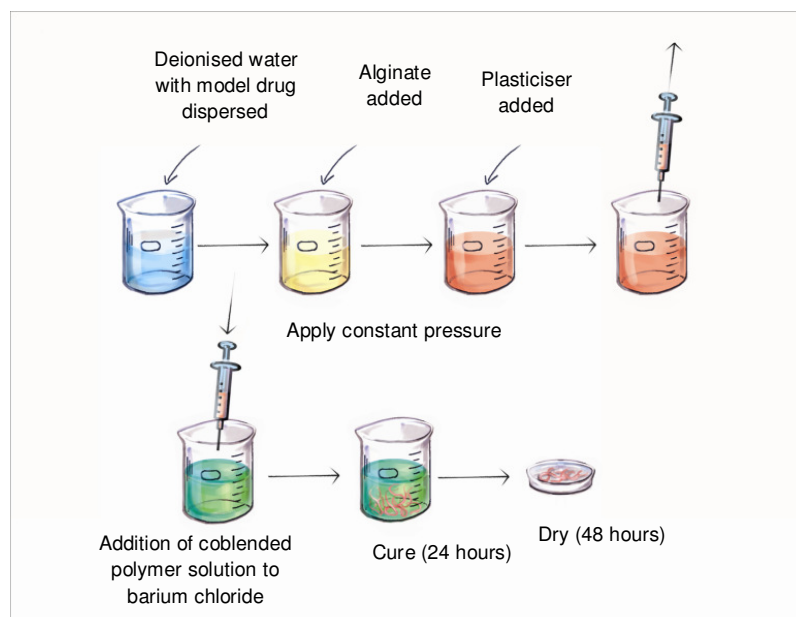 Deionised water
with model drug
dispersed
Alginate
added
Plasticiser
added
Apply constant pressure
Addition of coblended
polymer solution to
barium chloride
Cure (24 hours)
Dry (48 hours)